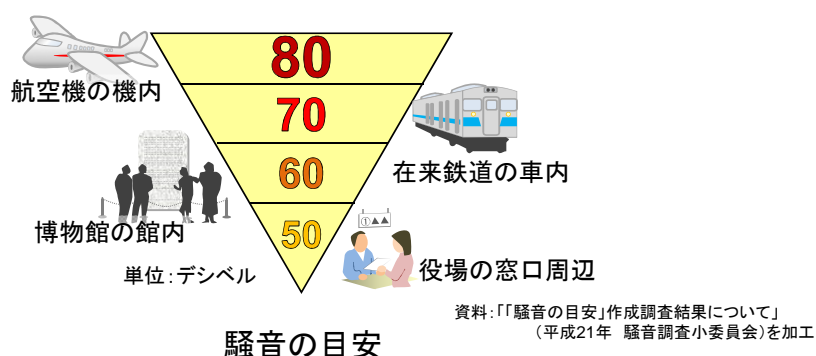 80
航空機の機内
70
在来鉄道の車内
60
博物館の館内
50
①▲▲
役場の窓口周辺
単位：デシベル
資料：「「騒音の目安」作成調査結果について」
（平成21年 騒音調査小委員会）を加工
騒音の目安